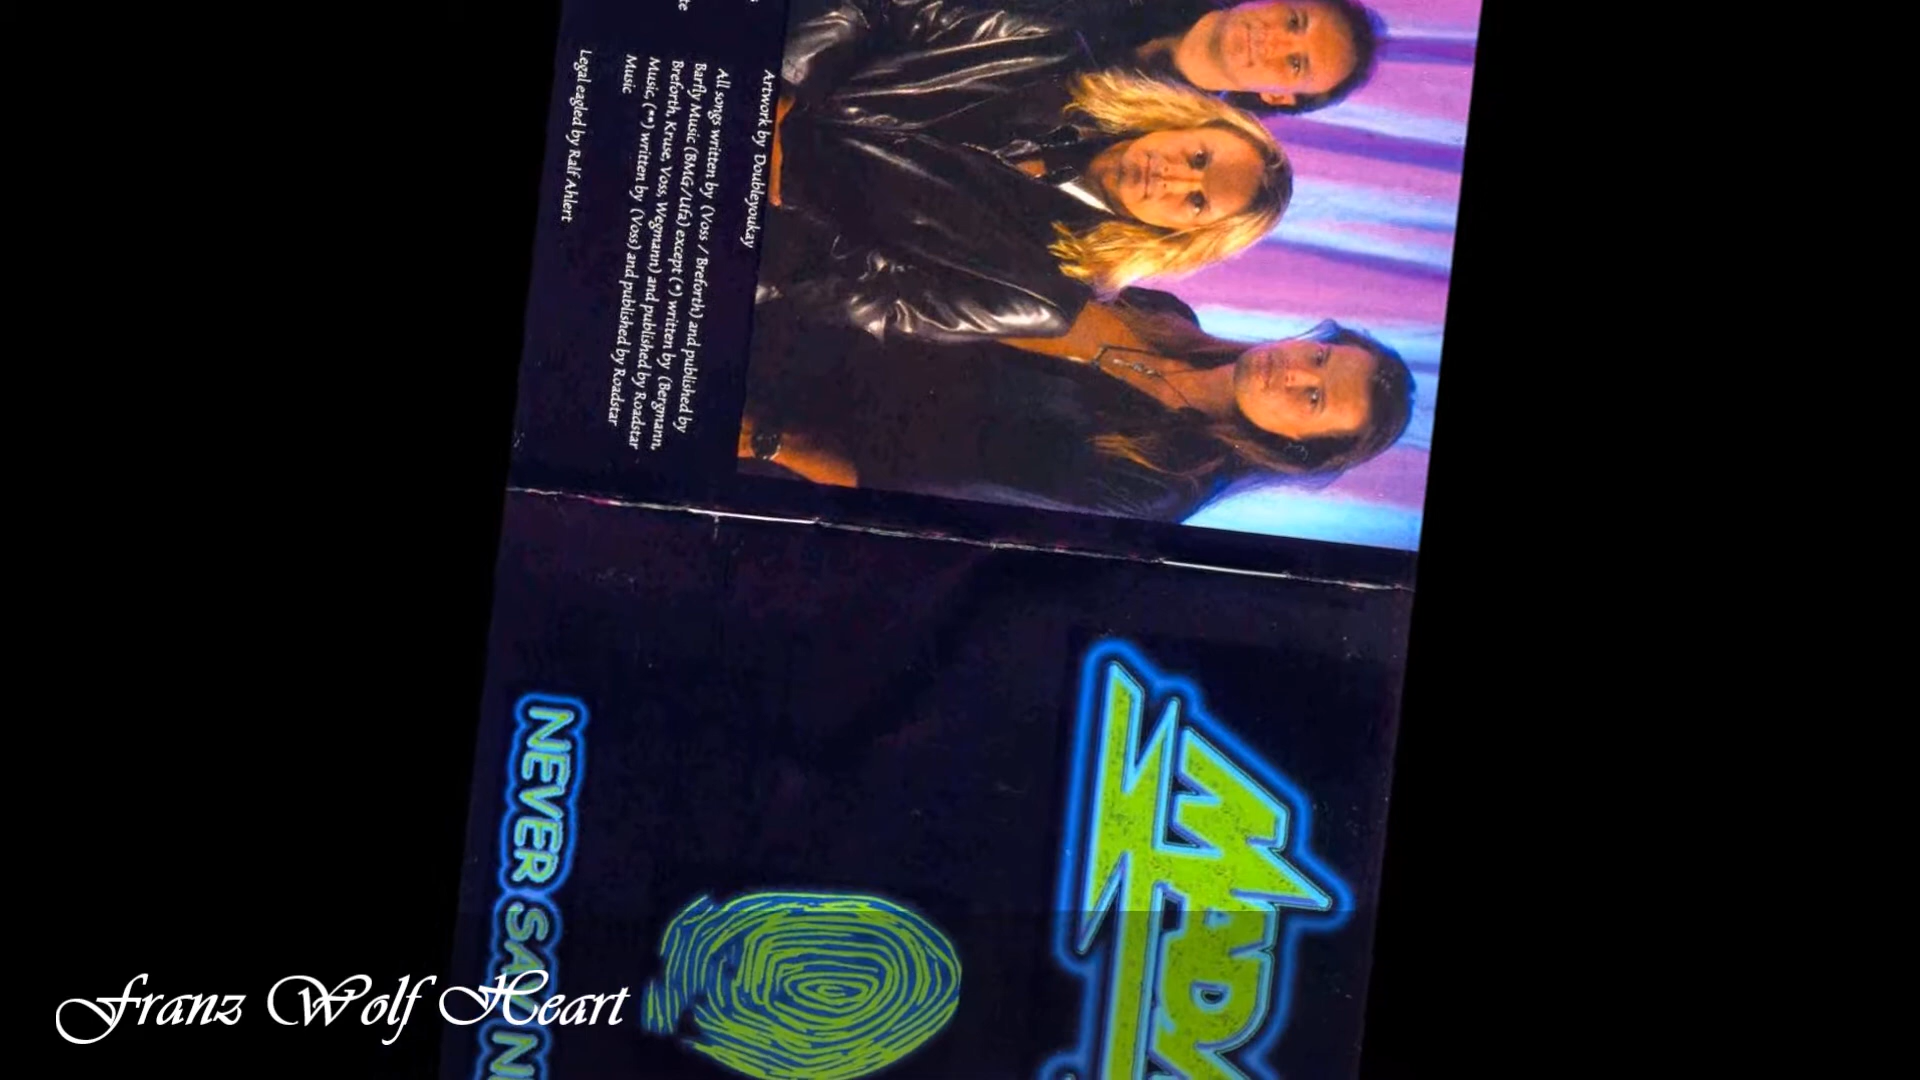 Artwork by Doubleyoukay
All songs written by (Voss / Breforth) and published by
Barfly Music (BMG/Ufa) except (*) written by (Bergmann,
Breforth, Kruse, Voss, Wegmann) and published by Roadstar
Music, (**) written by (Voss) and published by Roadstar
Music
Legal eagled by Ralf Ahlert
NEVER SAY
Franz Wolf Heart